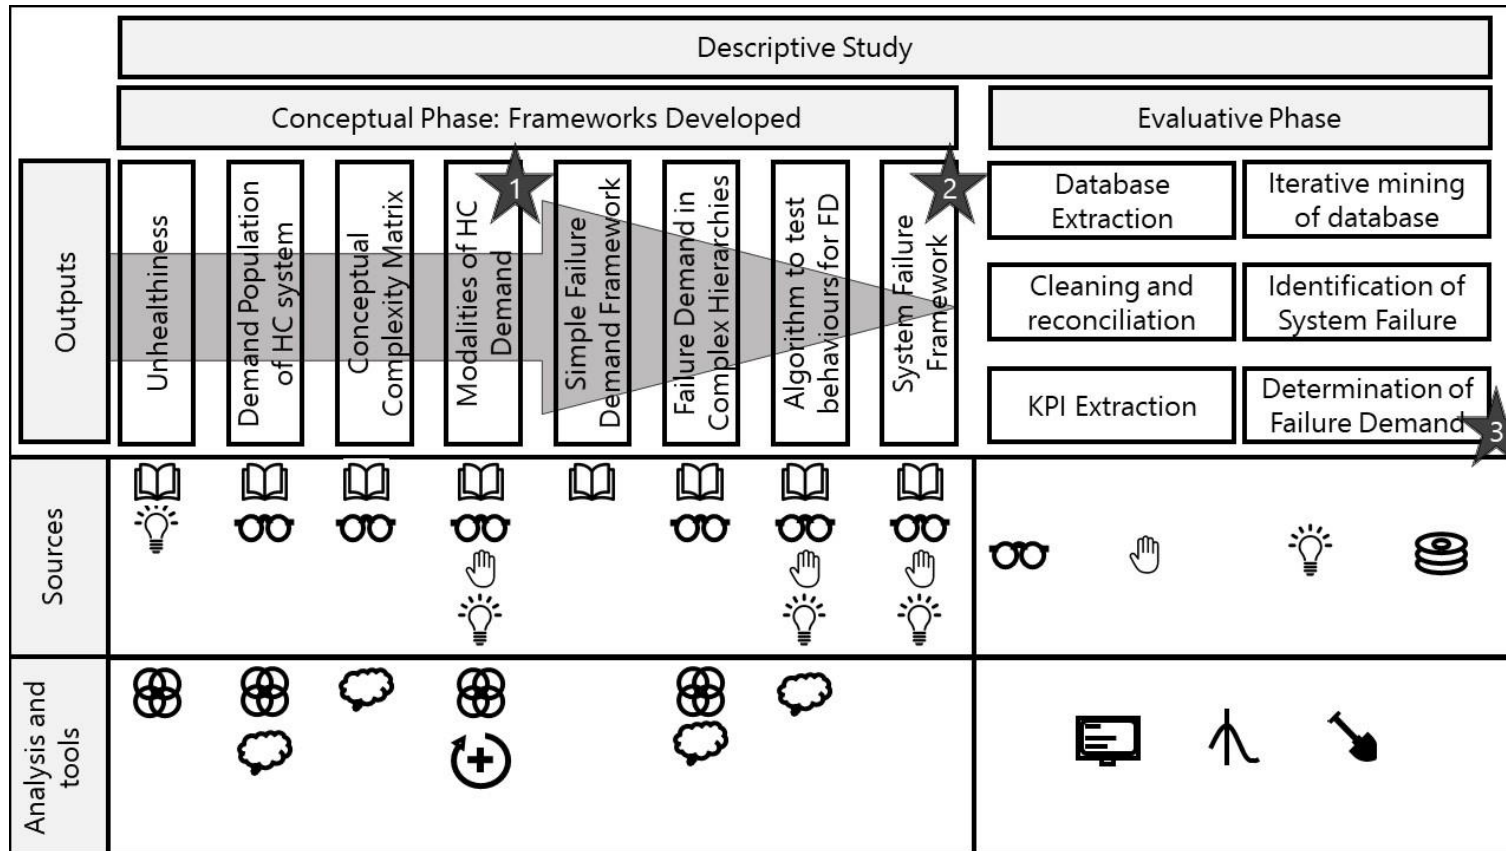 Descriptive Study
Conceptual Phase: Frameworks Developed
Evaluative Phase
Outputs
Unhealthiness
Demand Population
of HC system
Conceptual
Complexity Matrix
Modalities of HC
Demand
1
Simple Failure
Demand Framework
Failure Demand in
Complex Hierarchies
Algorithm to test
behaviours for FD
System Failure
Framework
2
Database
Extraction
Iterative mining
of database
Cleaning and
reconciliation
Identification of
System Failure
KPI Extraction
Determination of
Failure Demand
3
Sources
Analysis and
tools